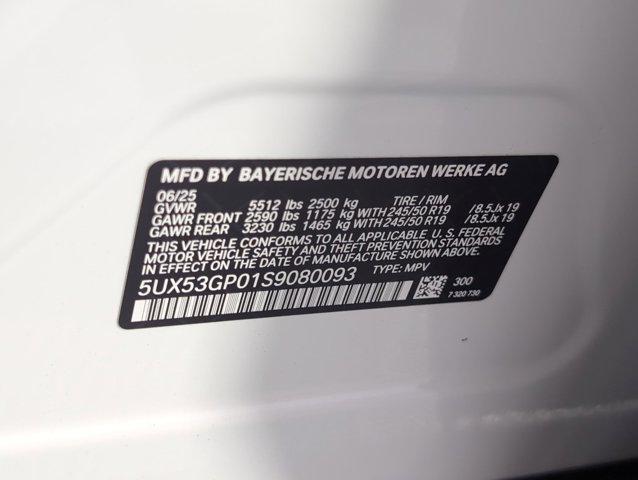 MFD BY BAYERISCHE MOTOREN WERKE AG
06/25 TIRE / RIM
GVWR 5512 lbs 2500 kg
GAWR FRONT 2590 lbs 1175 kg WITH 245/50 R19 /8.5Jx 19
GAWR REAR 3230 lbs 1465 kg WITH 245/50 R19 /8.5Jx 19
THIS VEHICLE CONFORMS TO ALL APPLICABLE U.S. FEDERAL
MOTOR VEHICLE SAFETY AND THEFT PREVENTION STANDARDS
IN EFFECT ON THE DATE OF MANUFACTURE SHOWN ABOVE.
5UX53GP01S9080093 TYPE: MPV
300
7 320 730